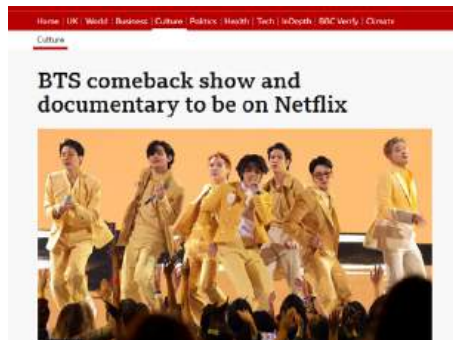 Home | UK | World | Business | Culture | Politics | Health | Tech | InDepth | BBC Verify | Climate
Culture
BTS comeback show and
documentary to be on Netflix